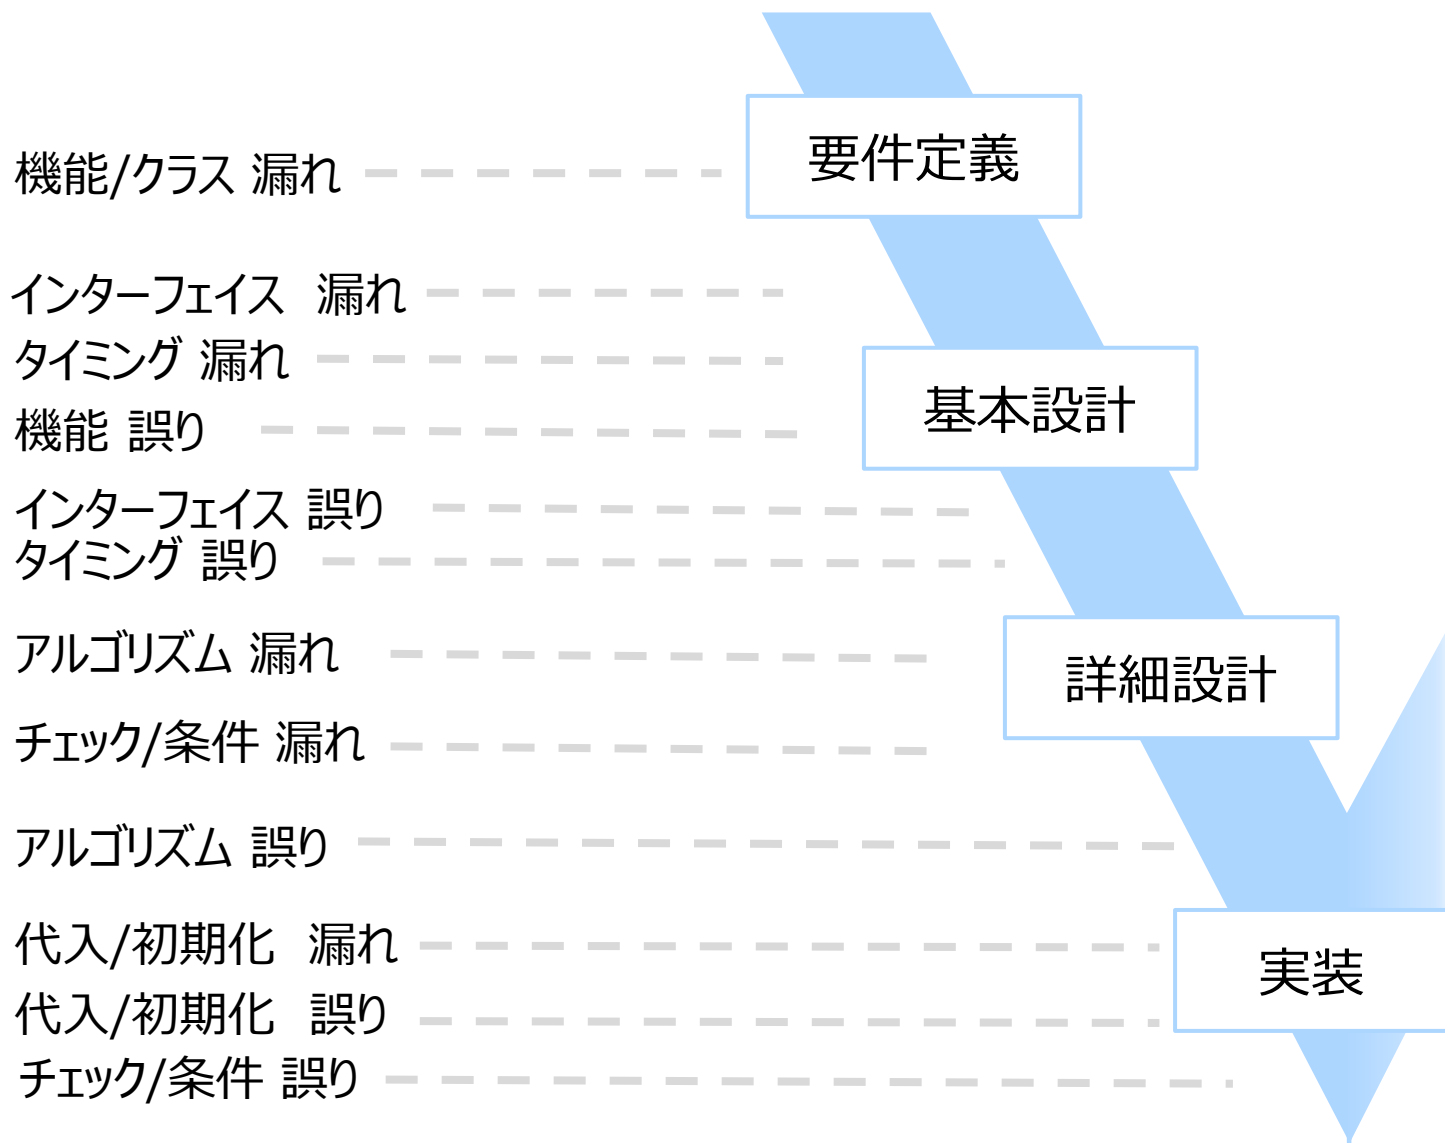 要件定義
機能/クラス 漏れ
インターフェイス 漏れ
タイミング 漏れ
基本設計
機能 誤り
インターフェイス 誤り
タイミング 誤り
アルゴリズム 漏れ
詳細設計
チェック/条件 漏れ
アルゴリズム 誤り
代入/初期化 漏れ
実装
代入/初期化 誤り
チェック/条件 誤り